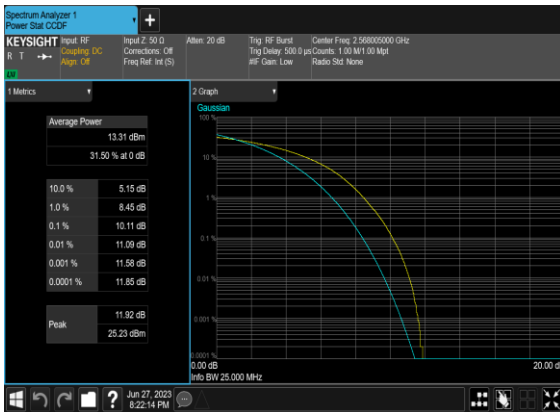 Spectrum Analyzer 1
Power Stat CCDF
KEYSIGHT
R T
Input: RF
Coupling: DC
Align: Off
Input Z: 50 Ω
Corrections: Off
Freq Ref: Int (S)
Atten: 20 dB
Trig: RF Burst
Trig Delay: 500.0 µs
#IF Gain: Low
Center Freq: 2.568005000 GHz
Counts: 1.00 M/1.00 Mpt
Radio Std: None
1 Metrics
Average Power
13.31 dBm
31.50 % at 0 dB
10.0 % 5.15 dB
1.0 % 8.45 dB
0.1 % 10.11 dB
0.01 % 11.09 dB
0.001 % 11.58 dB
0.0001 % 11.85 dB
Peak
11.92 dB
25.23 dBm
2 Graph
Gaussian
100 %
10 %
1 %
0.1 %
0.01 %
0.001 %
0.0001 %
0.00 dB
20.00 d
Info BW 25.000 MHz
?
Jun 27, 2023
8:22:14 PM